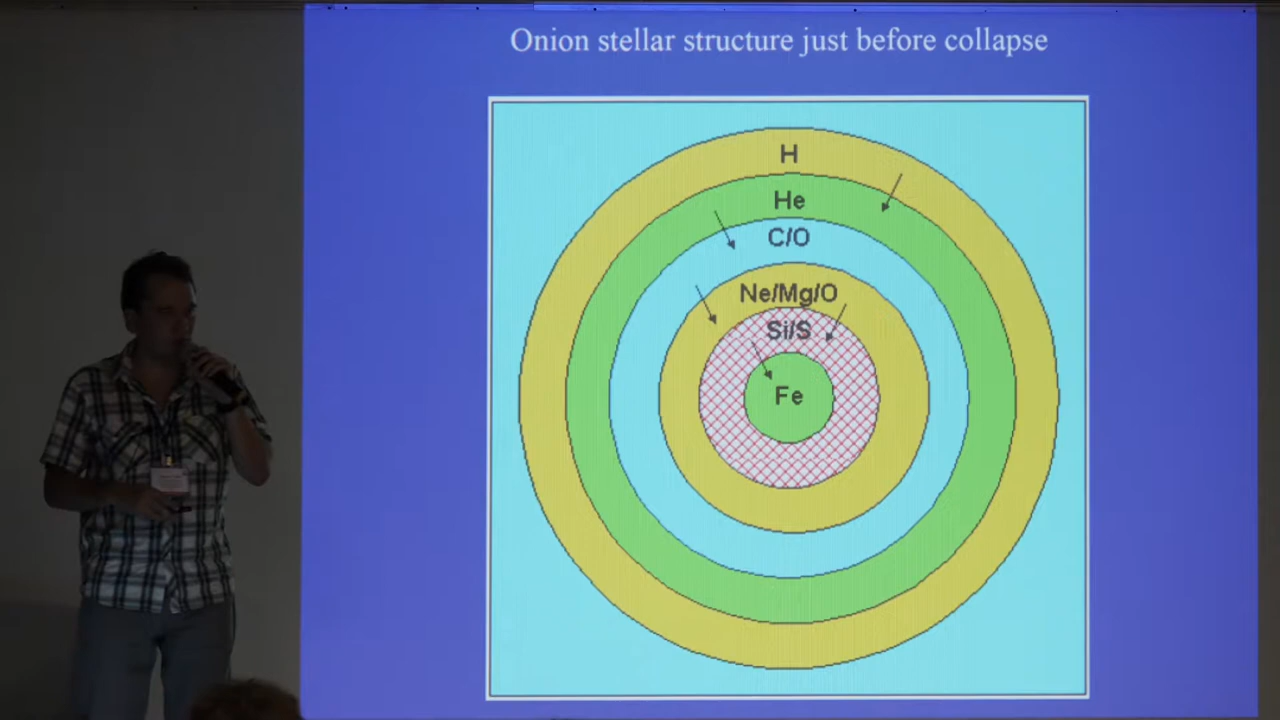 Onion stellar structure just before collapse
H
He
C/O
Ne/Mg/O
Si/S
Fe